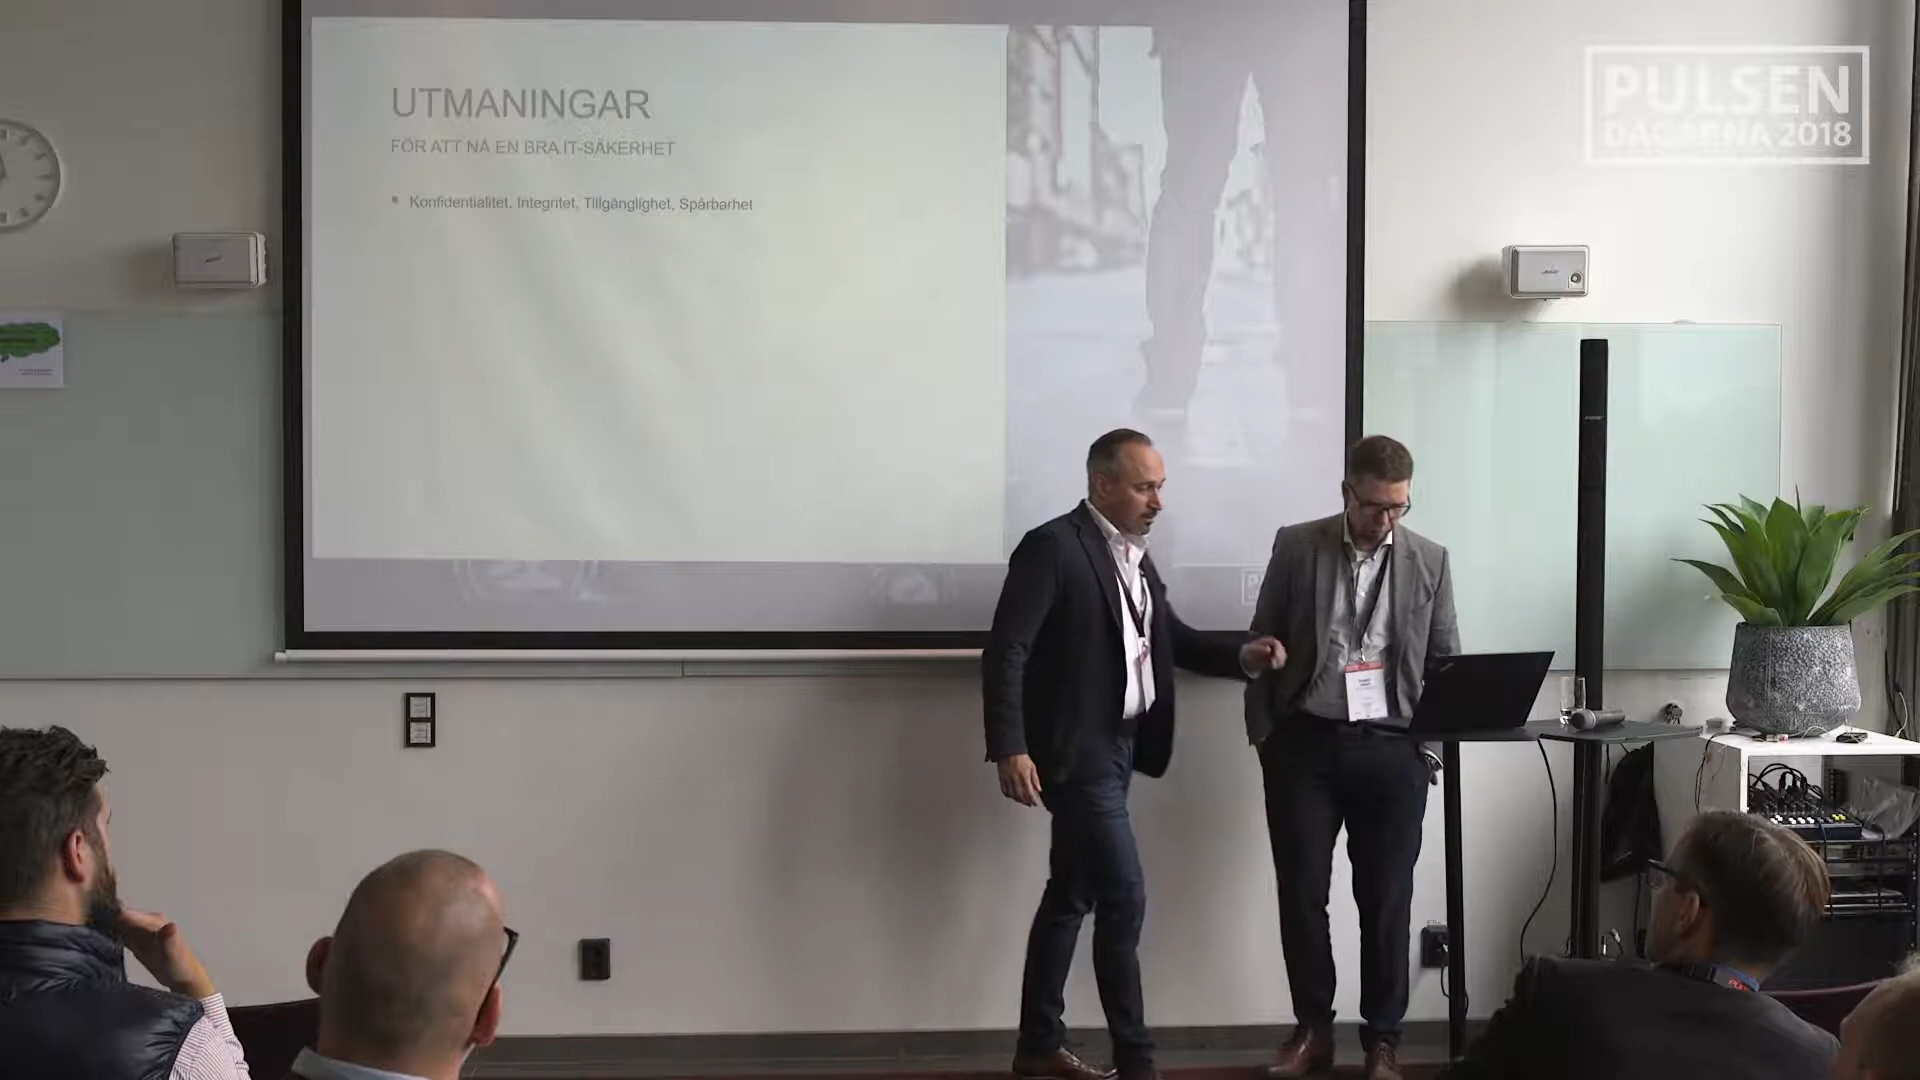 UTMANINGAR
FÖR ATT NÅ EN BRA IT-SÄKERHET
Konfidentialitet, Integritet, Tillgänglighet, Spårbarhet
PULSEN
DAGARNA 2018